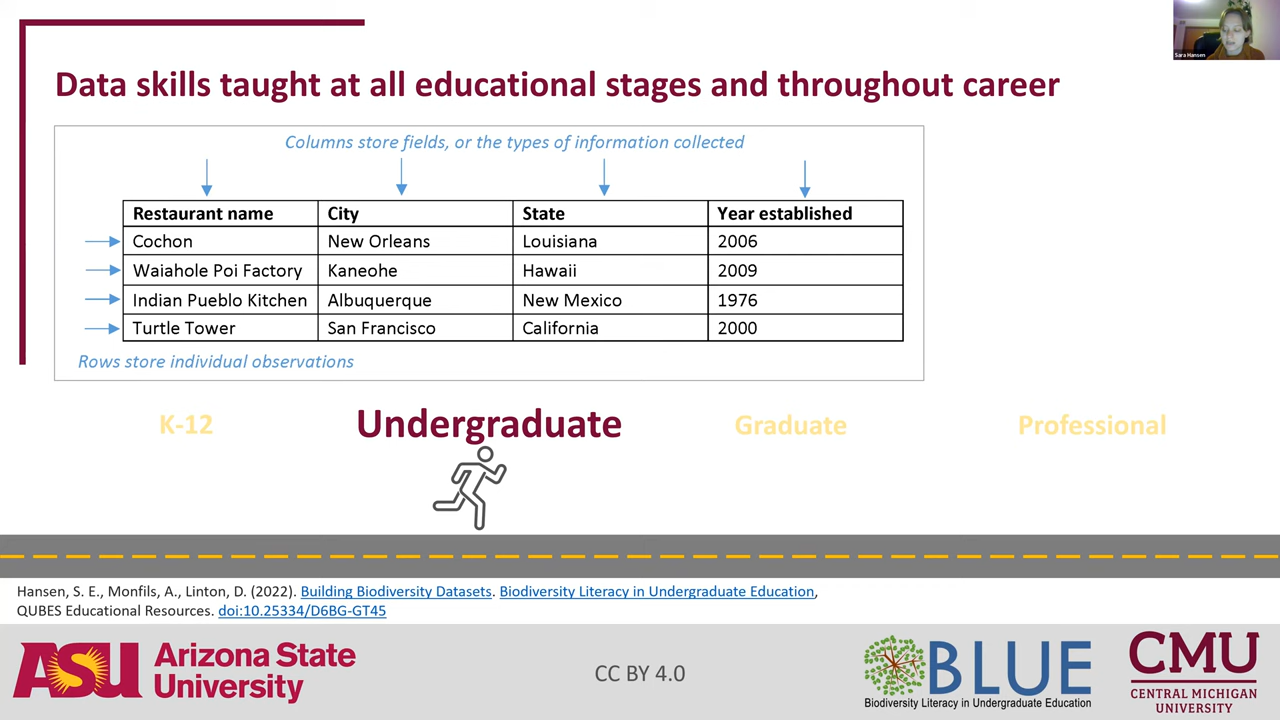 Sara Hansen
Data skills taught at all educational stages and throughout career
Columns store fields, or the types of information collected
Restaurant name City State Year established
Cochon New Orleans Louisiana 2006
Waiahole Poi Factory Kaneohe Hawaii 2009
Indian Pueblo Kitchen Albuquerque New Mexico 1976
Turtle Tower San Francisco California 2000
Rows store individual observations
K-12 Undergraduate Graduate Professional
Hansen, S. E., Monfils, A., Linton, D. (2022). Building Biodiversity Datasets. Biodiversity Literacy in Undergraduate Education,
QUBES Educational Resources. doi:10.25334/D6BG-GT45
ASU Arizona State
University
CC BY 4.0
BLUE
Biodiversity Literacy in Undergraduate Education
CMU
CENTRAL MICHIGAN
UNIVERSITY